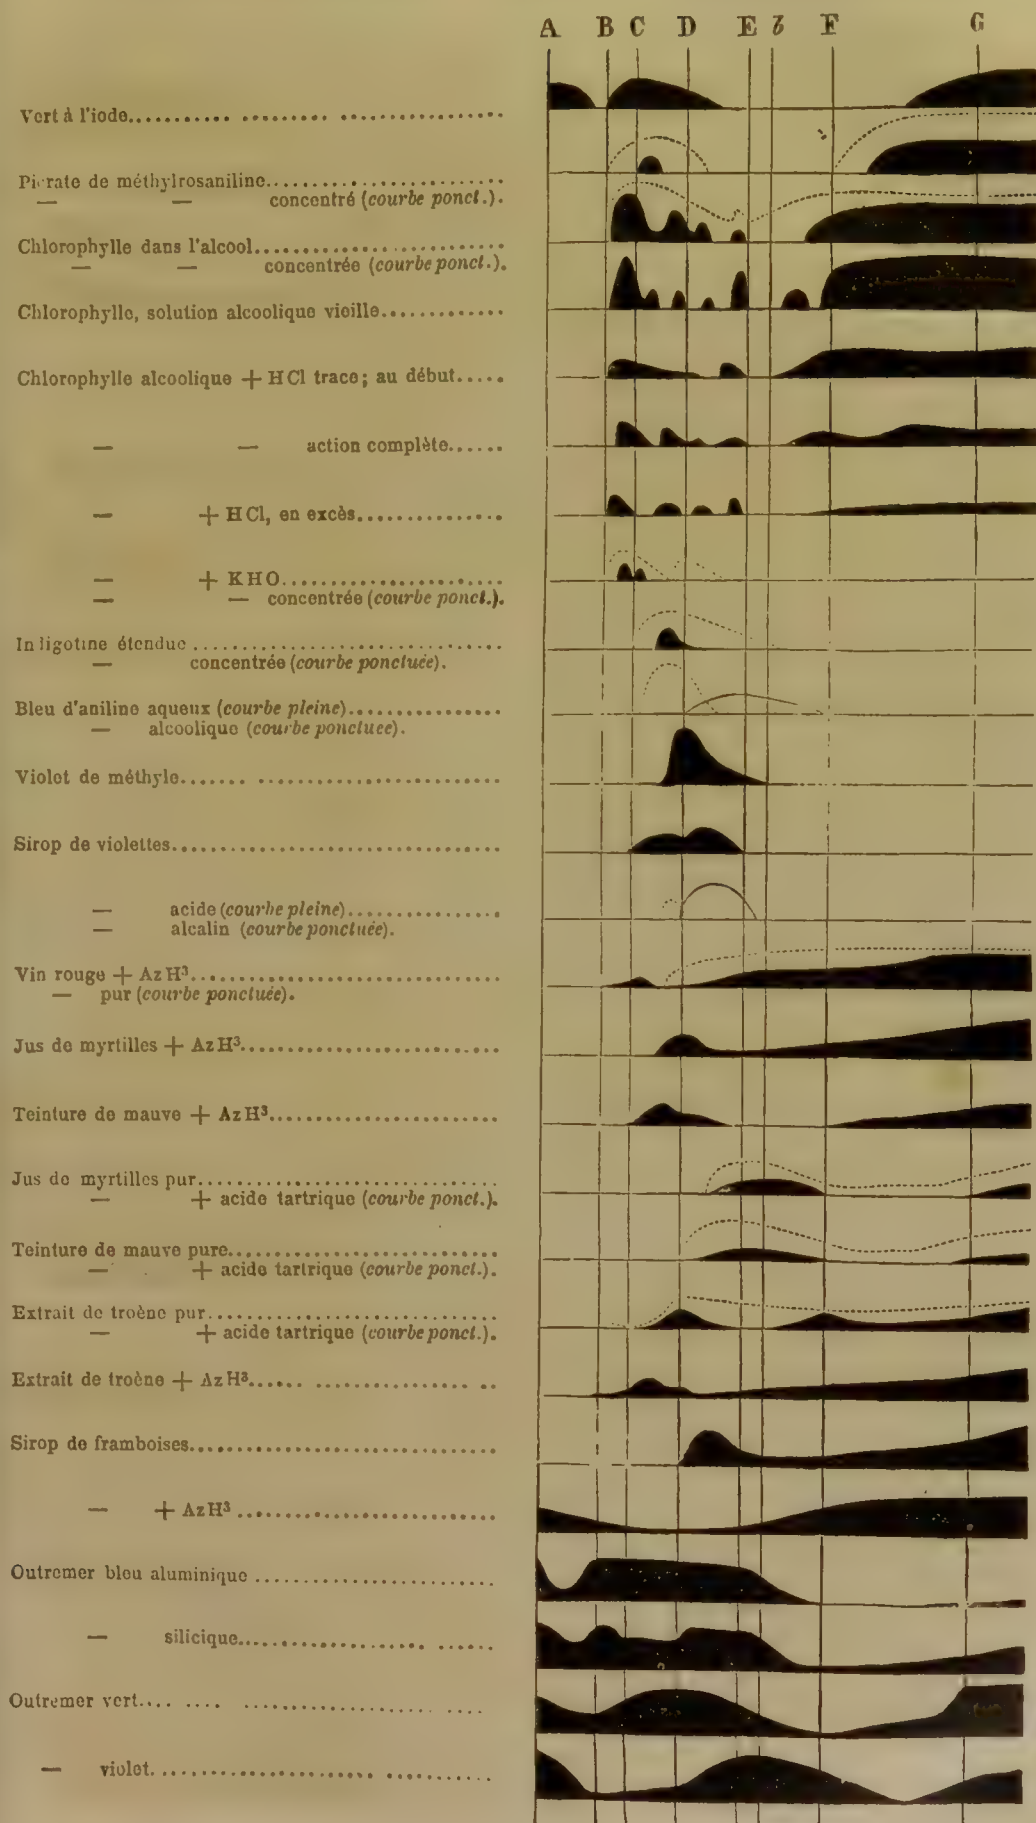 A B C D E b F G
Vert à l'iode
Picrate de méthylrosaniline
— — concentré (courbe ponct.).
Chlorophylle dans l'alcool
— — concentrée (courbe ponct.).
Chlorophylle, solution alcoolique vieille
Chlorophylle alcoolique + HCl trace; au début
— — action complète
— + HCl, en excès
— + KHO
— — concentrée (courbe ponct.).
Indigotine étendue
— concentrée (courbe ponctuée).
Bleu d'aniline aqueux (courbe pleine)
— alcoolique (courbe ponctuee).
Violet de méthyle
Sirop de violettes
— acide (courbe pleine)
— alcalin (courbe ponctuée).
Vin rouge + AzH³
— pur (courbe ponctuée).
Jus de myrtilles + AzH³
Teinture de mauve + AzH³
Jus de myrtilles pur
— + acide tartrique (courbe ponct.).
Teinture de mauve pure
— + acide tartrique (courbe ponct.).
Extrait de troène pur
— + acide tartrique (courbe ponct.).
Extrait de troène + AzH³
Sirop de framboises
— + AzH³
Outremer bleu aluminique
— silicique
Outremer vert
— violet